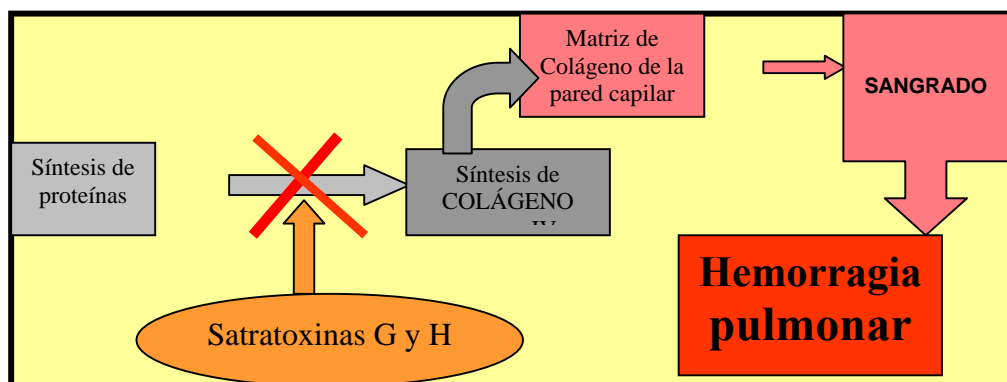 Síntesis de
proteínas
Satratoxinas G y H
Síntesis de
COLÁGENO
Matriz de
Colágeno de la
pared capilar
SANGRADO
Hemorragia
pulmonar